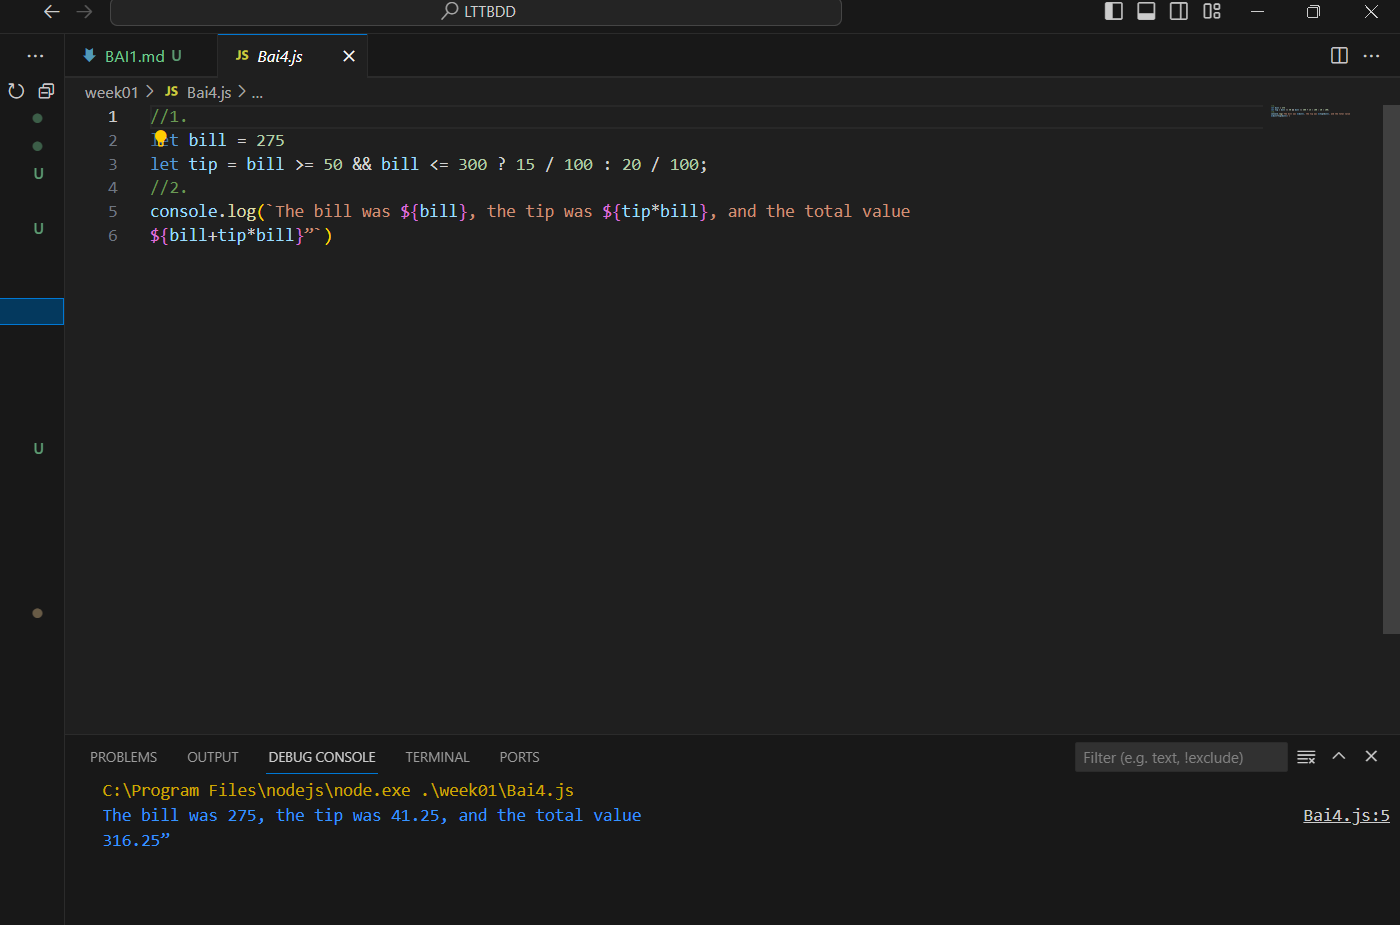 LTTBDD
BAI1.md U
JS Bai4.js
week01 > JS Bai4.js > ...
1 //1.
2 let bill = 275
3 let tip = bill >= 50 && bill <= 300 ? 15 / 100 : 20 / 100;
4 //2.
5 console.log(`The bill was ${bill}, the tip was ${tip*bill}, and the total value
6 ${bill+tip*bill}”`)
U
U
U
PROBLEMS OUTPUT DEBUG CONSOLE TERMINAL PORTS Filter (e.g. text, !exclude)
C:\Program Files\nodejs\node.exe .\week01\Bai4.js
The bill was 275, the tip was 41.25, and the total value Bai4.js:5
316.25”